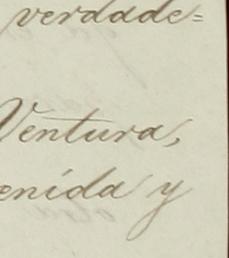 verdade=
Ventura,
enida y